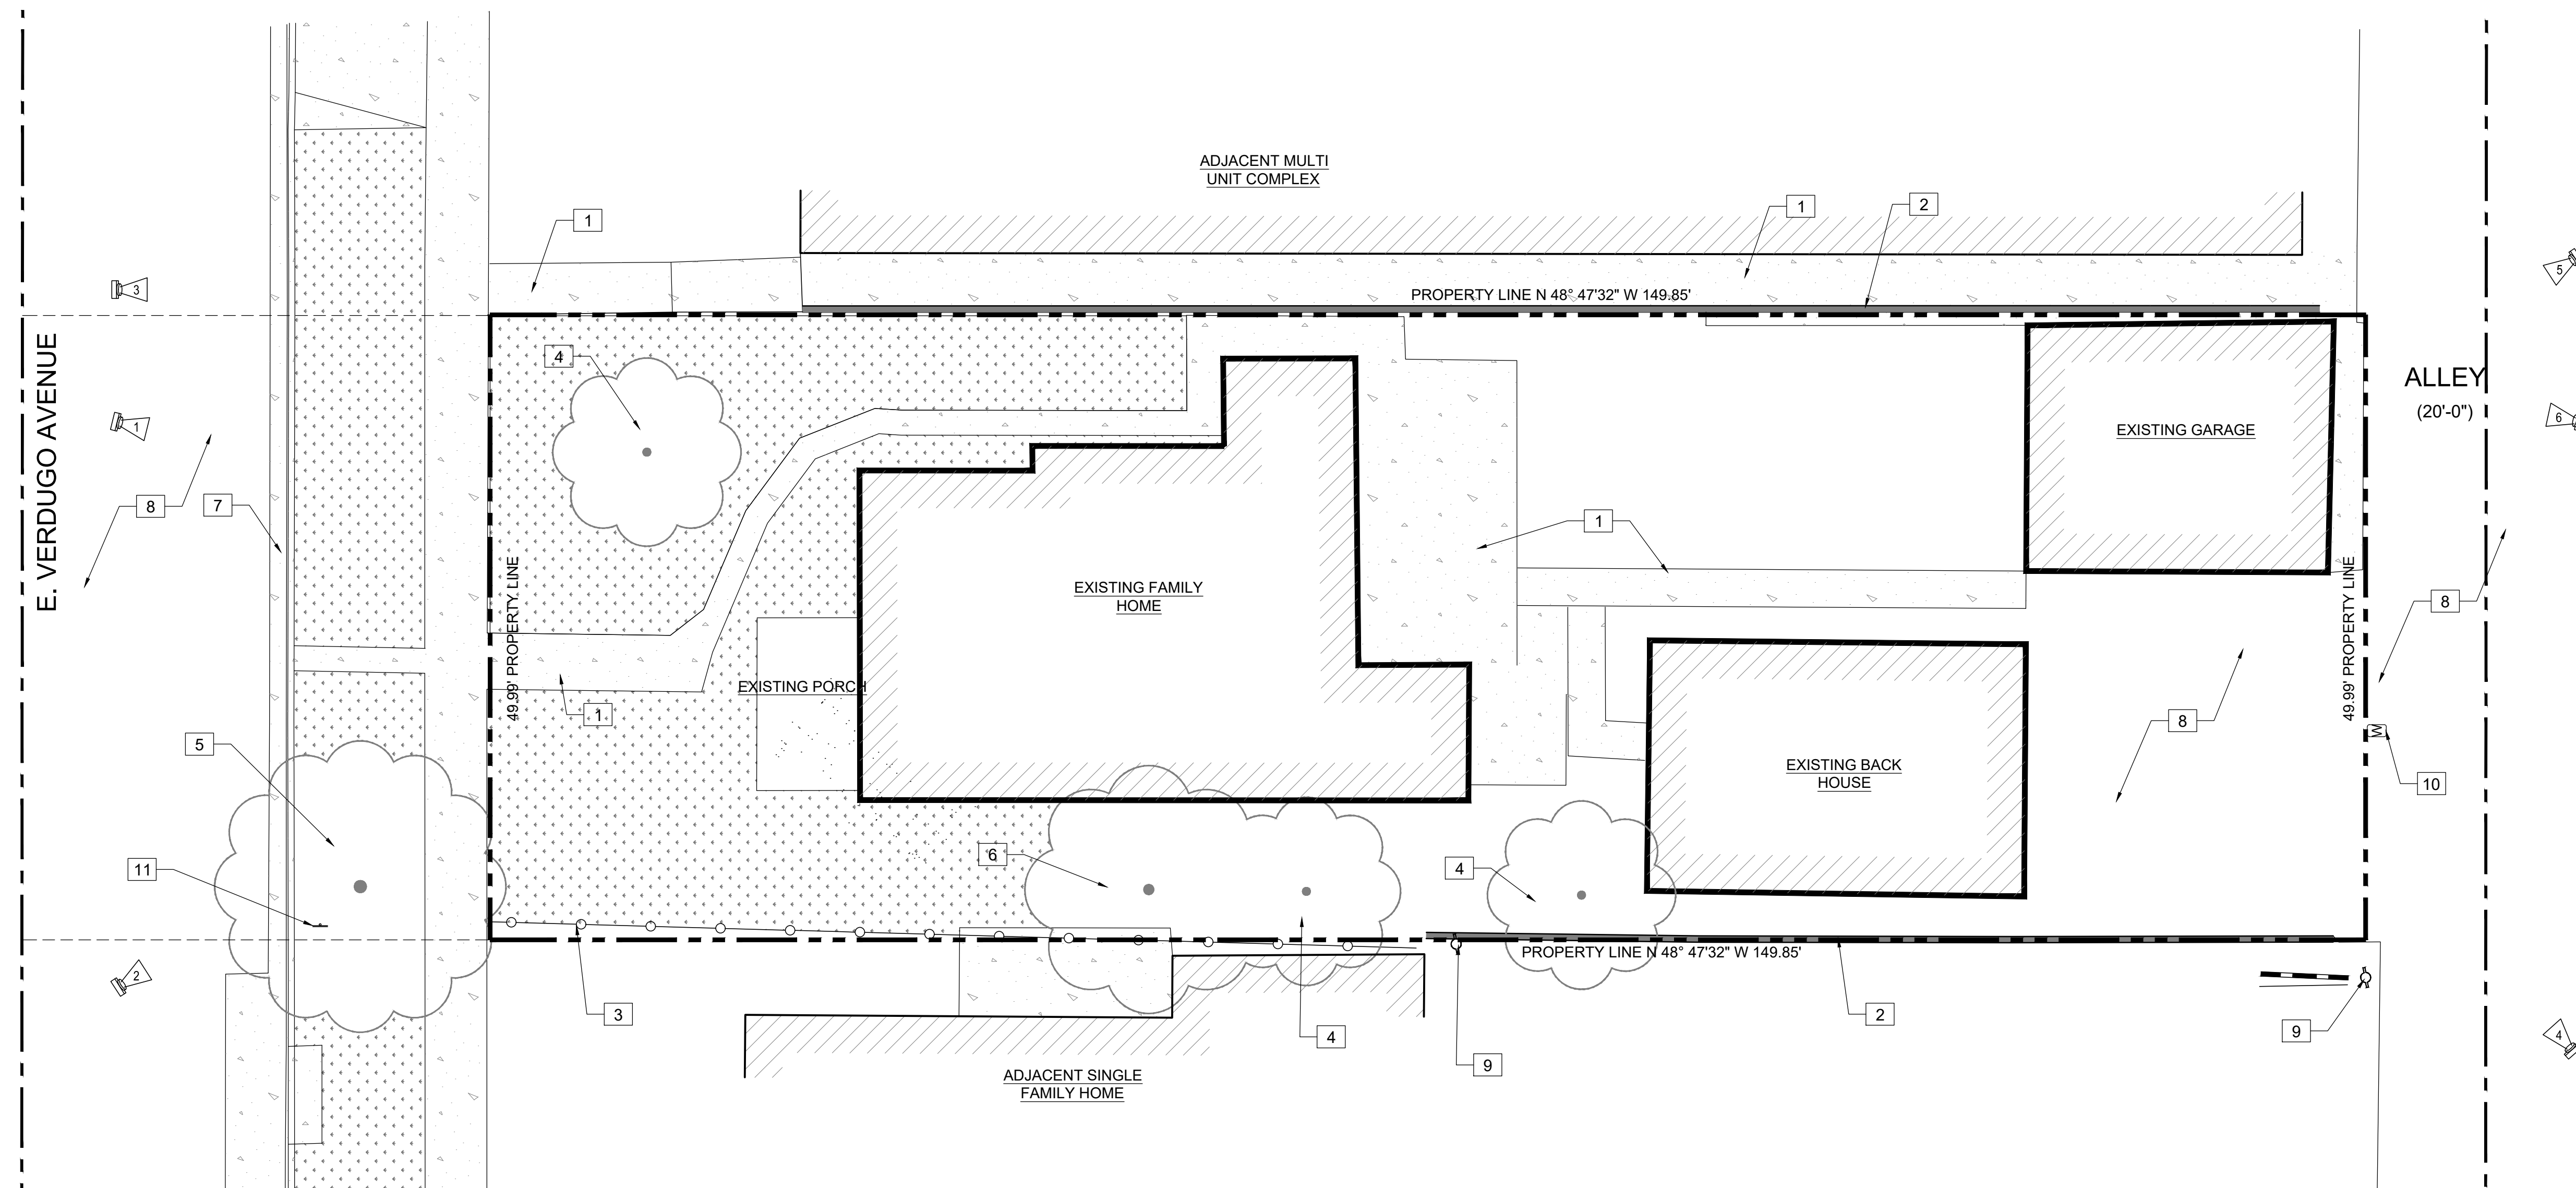 ADJACENT MULTI
UNIT COMPLEX
1
1
2
3
5
PROPERTY LINE N 48° 47'32" W 149.85'
E. VERDUGO AVENUE
4
ALLEY
(20'-0")
1
6
EXISTING GARAGE
8
7
1
49.99' PROPERTY LINE
EXISTING FAMILY
HOME
49.99' PROPERTY LINE
8
EXISTING PORCH
1
8
W
5
EXISTING BACK
HOUSE
10
11
6
4
PROPERTY LINE N 48° 47'32" W 149.85'
2
3
4
2
9
9
4
ADJACENT SINGLE
FAMILY HOME